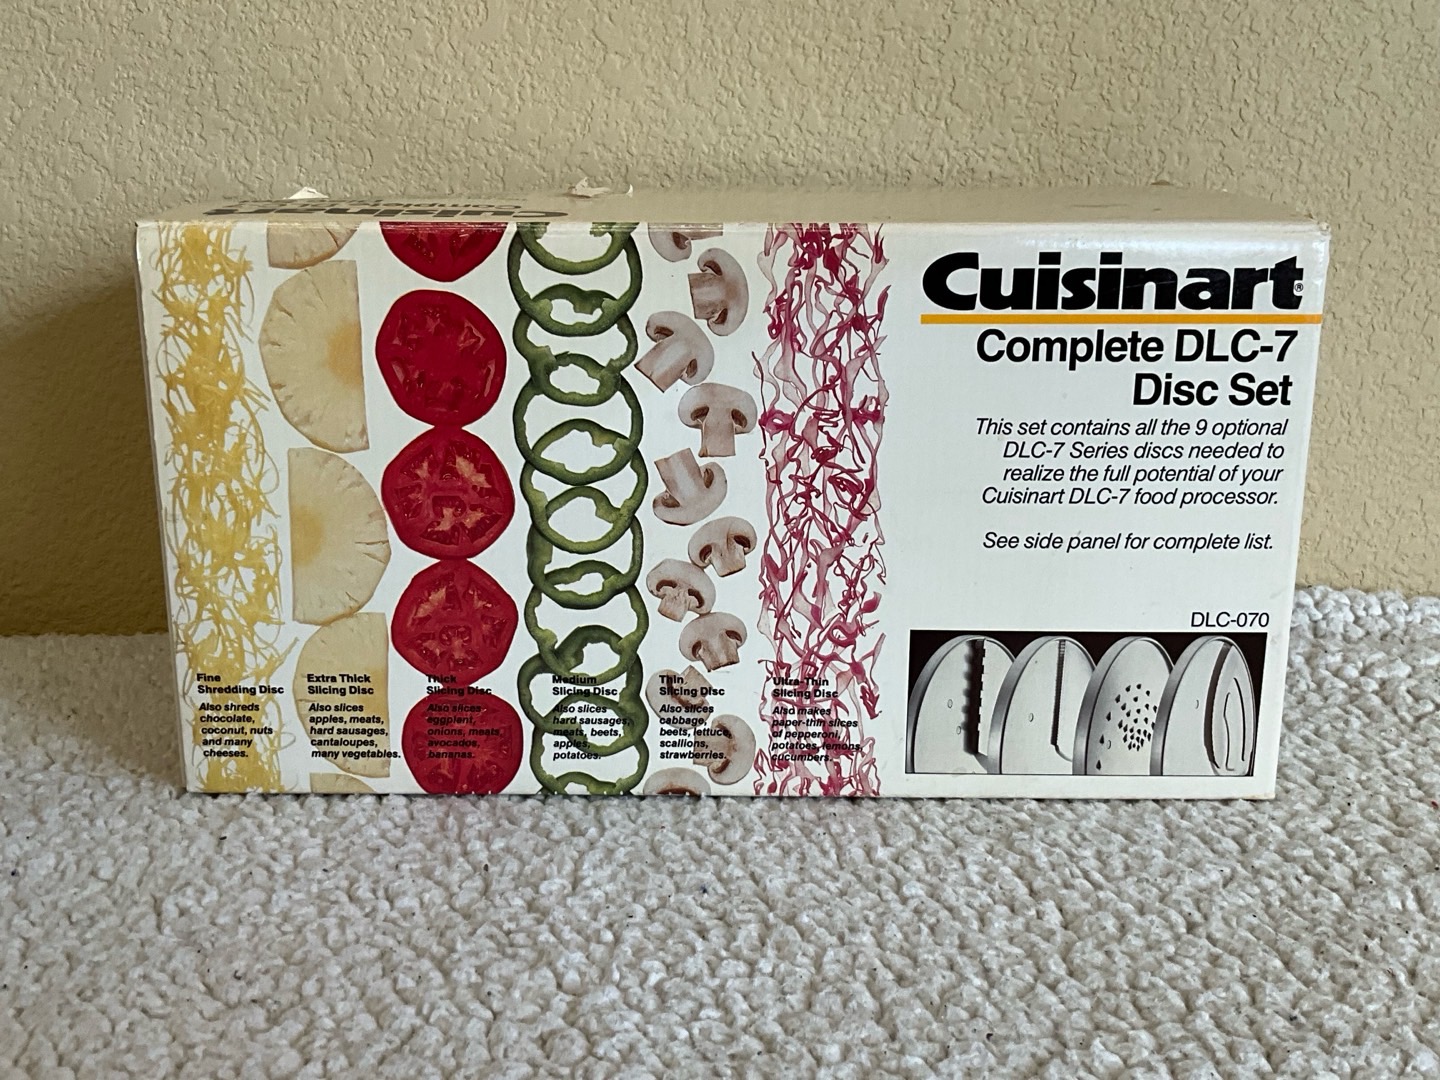 Cuisinart
Cuisinart®
Complete DLC-7
Disc Set
This set contains all the 9 optional
DLC-7 Series discs needed to
realize the full potential of your
Cuisinart DLC-7 food processor.
See side panel for complete list.
DLC-070
Fine
Shredding Disc
Also shreds
chocolate,
coconut, nuts
and many
cheeses.
Extra Thick
Slicing Disc
Also slices
apples, meats,
hard sausages,
cantaloupes,
many vegetables.
Thick
Slicing Disc
Also slices
eggplant,
onions, meats,
avocados,
bananas.
Medium
Slicing Disc
Also slices
hard sausages,
meats, beets,
apples,
potatoes.
Thin
Slicing Disc
Also slices
cabbage,
beets, lettuce,
scallions,
strawberries.
Ultra-Thin
Slicing Disc
Also makes
paper-thin slices
of pepperoni,
potatoes, lemons,
cucumbers.